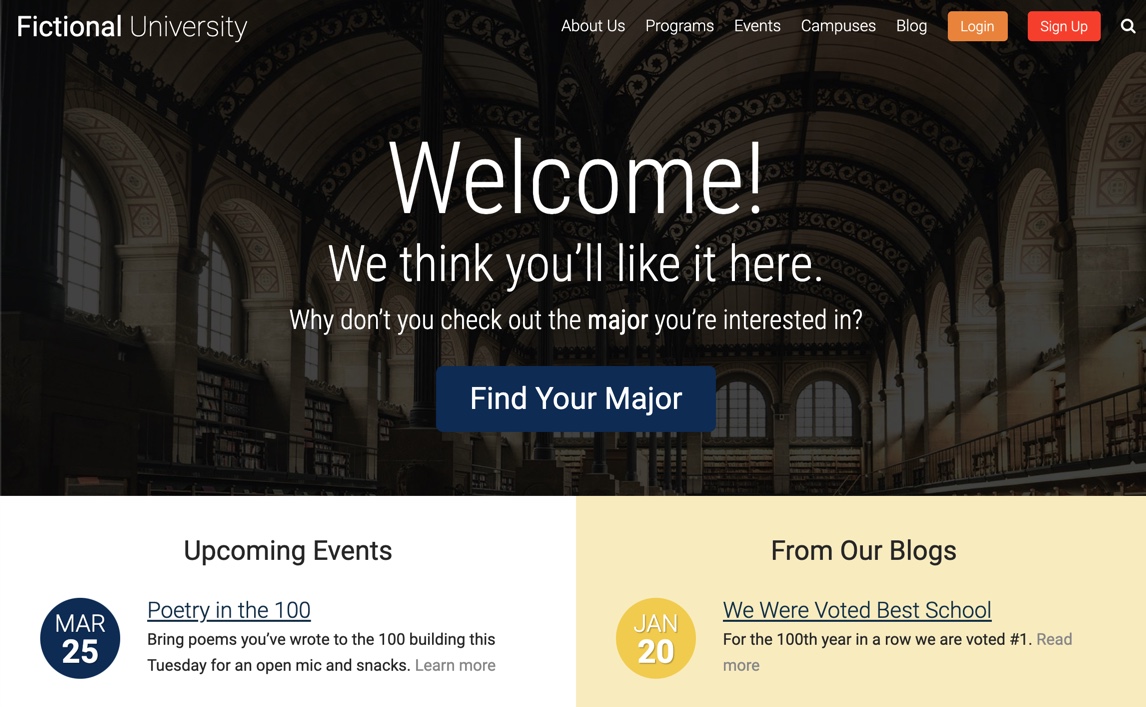 Fictional University
About Us Programs Events Campuses Blog Login Sign Up
Welcome!
We think you’ll like it here.
Why don’t you check out the major you’re interested in?
Find Your Major
Upcoming Events
MAR
25
Poetry in the 100
Bring poems you’ve wrote to the 100 building this
Tuesday for an open mic and snacks. Learn more
From Our Blogs
JAN
20
We Were Voted Best School
For the 100th year in a row we are voted #1. Read
more